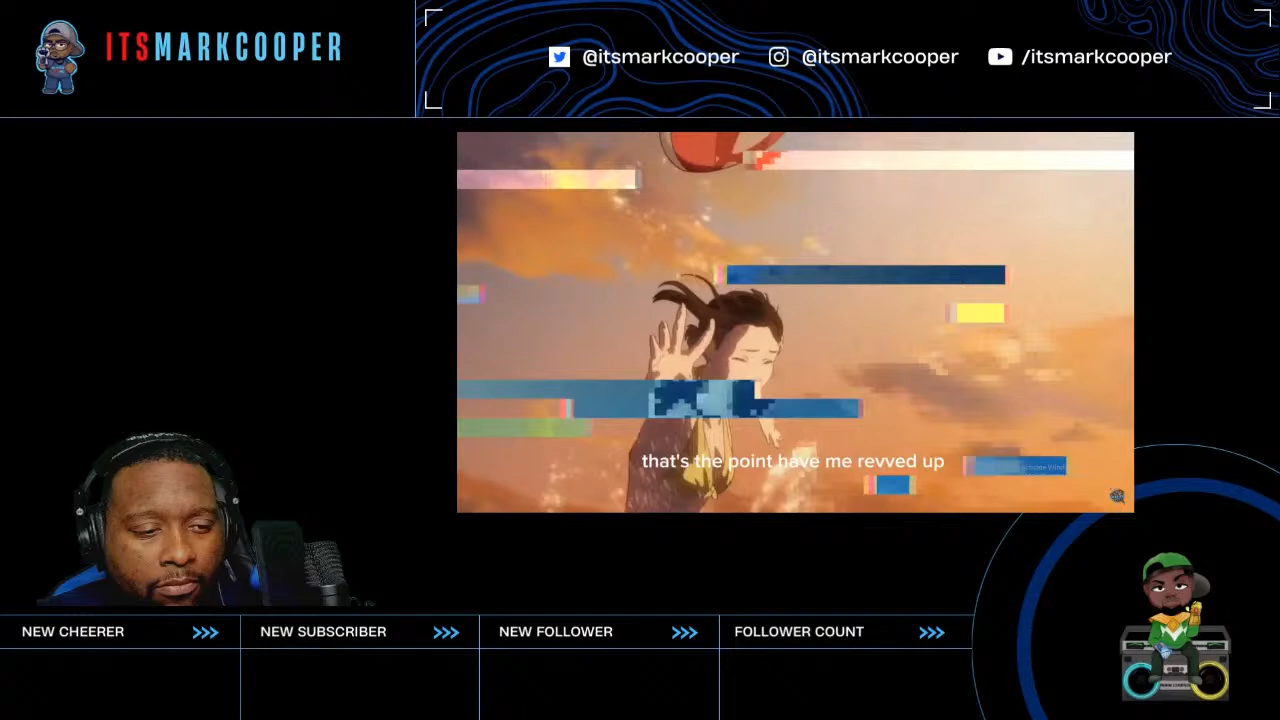 ITSMARKCOOPER
@itsmarkcooper
@itsmarkcooper
/itsmarkcooper
that's the point have me revved up
NEW CHEERER
NEW SUBSCRIBER
NEW FOLLOWER
FOLLOWER COUNT